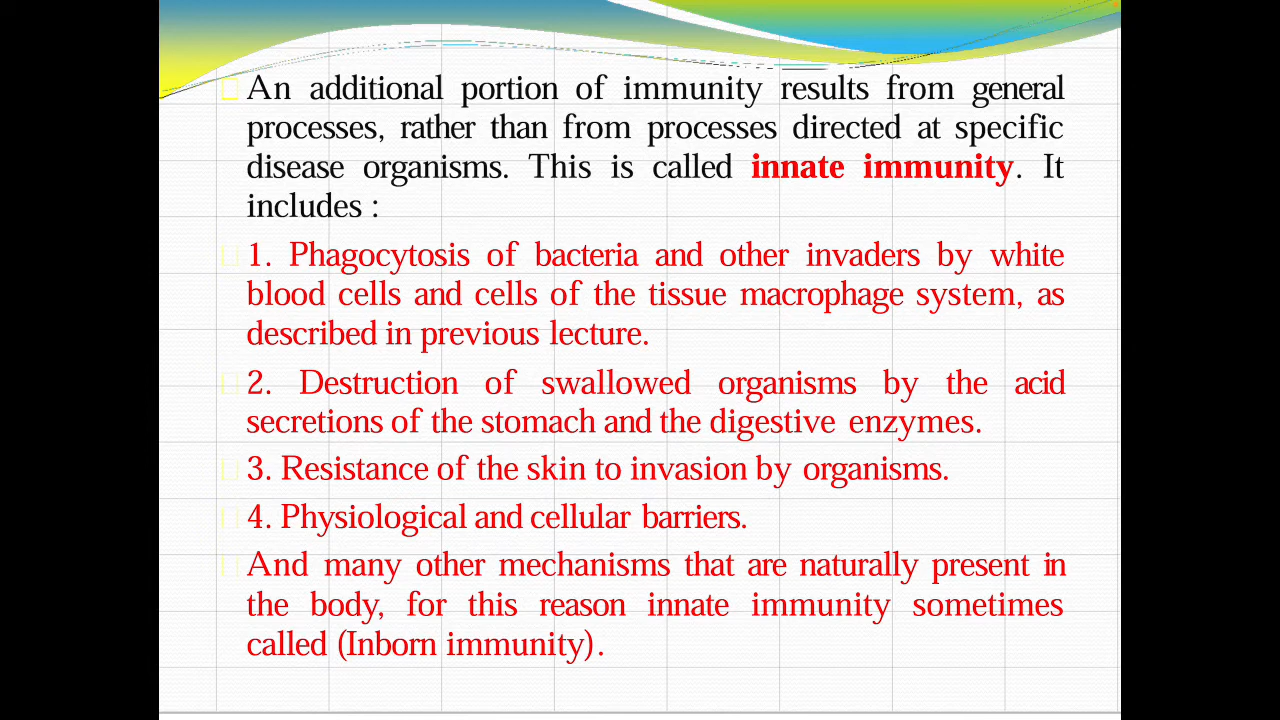 An additional portion of immunity results from general
processes, rather than from processes directed at specific
disease organisms. This is called innate immunity. It
includes :
1. Phagocytosis of bacteria and other invaders by white
blood cells and cells of the tissue macrophage system, as
described in previous lecture.
2. Destruction of swallowed organisms by the acid
secretions of the stomach and the digestive enzymes.
3. Resistance of the skin to invasion by organisms.
4. Physiological and cellular barriers.
And many other mechanisms that are naturally present in
the body, for this reason innate immunity sometimes
called (Inborn immunity).